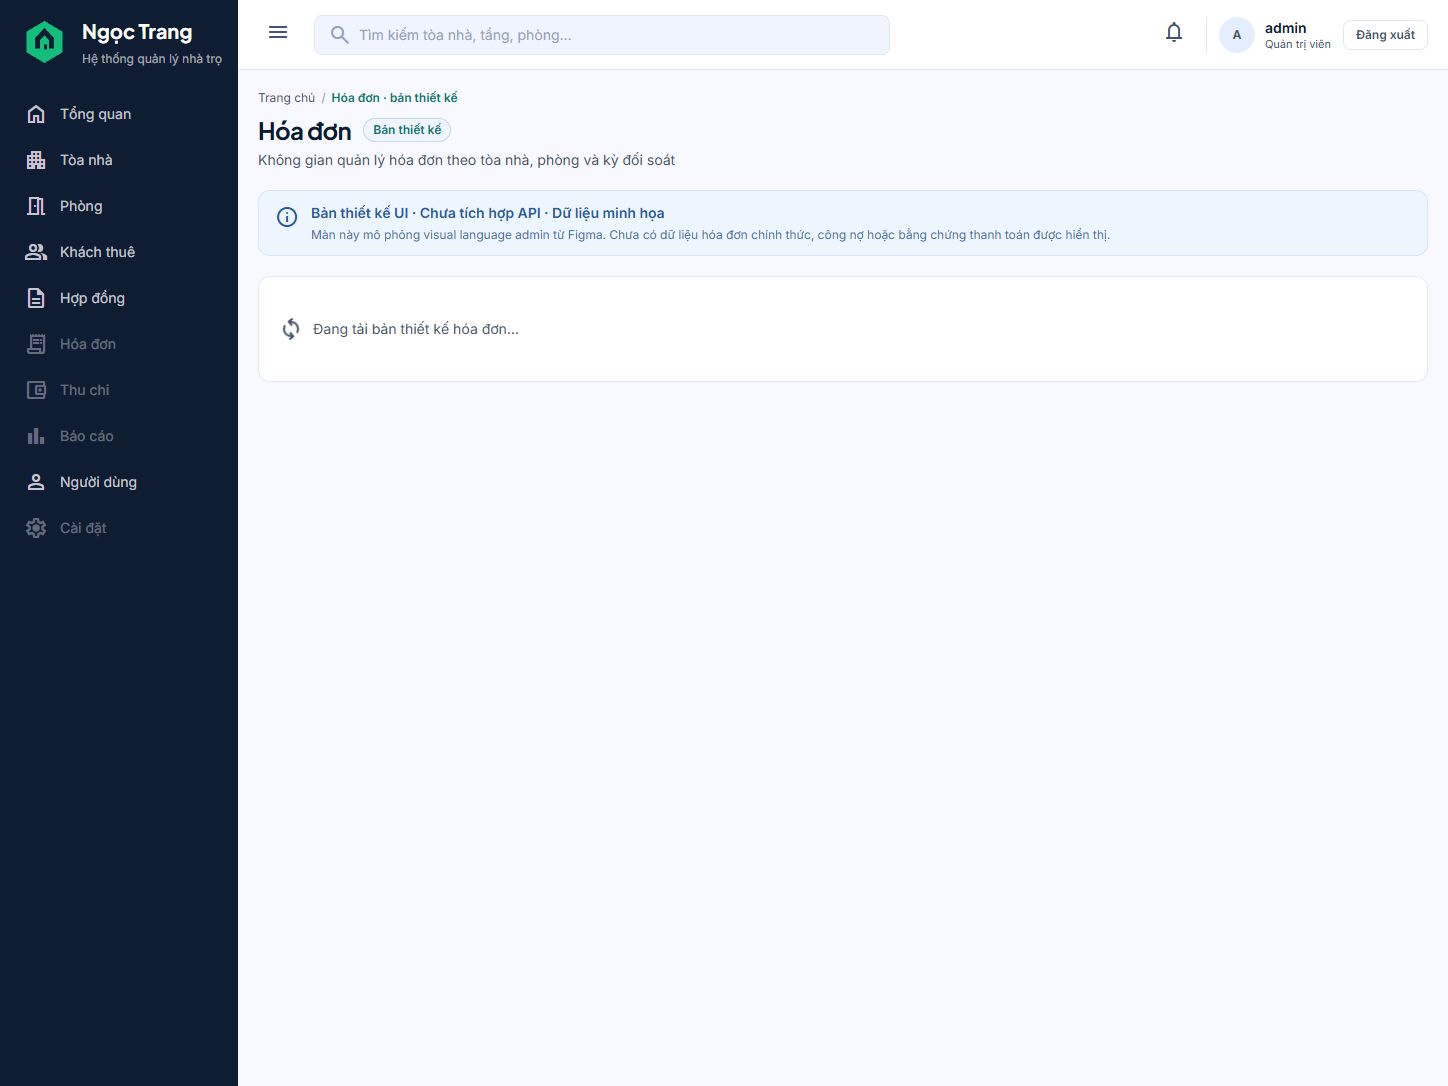 Ngọc Trang
Hệ thống quản lý nhà trọ
Tổng quan
Tòa nhà
Phòng
Khách thuê
Hợp đồng
Hóa đơn
Thu chi
Báo cáo
Người dùng
Cài đặt
Tìm kiếm tòa nhà, tầng, phòng...
A
admin
Quản trị viên
Đăng xuất
Trang chủ / Hóa đơn · bản thiết kế
Hóa đơn Bản thiết kế
Không gian quản lý hóa đơn theo tòa nhà, phòng và kỳ đối soát
Bản thiết kế UI · Chưa tích hợp API · Dữ liệu minh họa
Màn này mô phỏng visual language admin từ Figma. Chưa có dữ liệu hóa đơn chính thức, công nợ hoặc bằng chứng thanh toán được hiển thị.
Đang tải bản thiết kế hóa đơn...